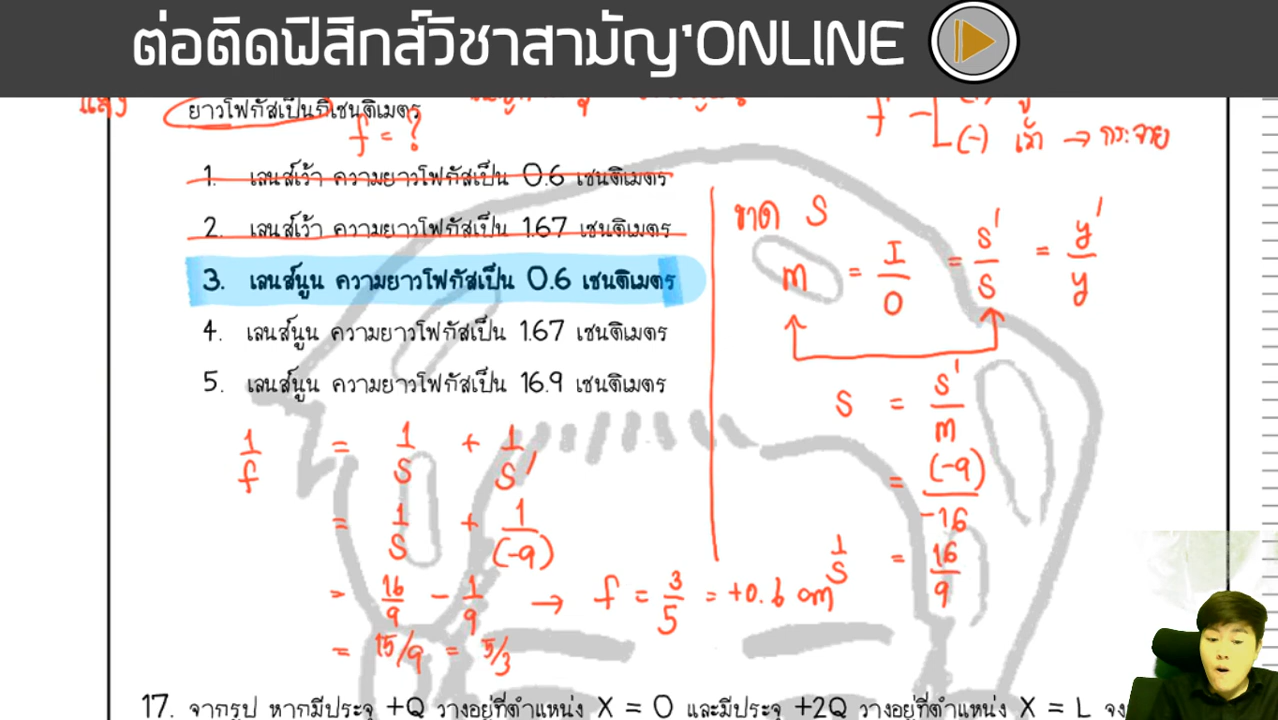 ต่อติดฟิสิกส์วิชาสามัญ'ONLINE
แสง ยาวโฟกัสเป็นกี่เซนติเมตร
f = ?
f
(-) เว้า → กระจาย
1. เลนส์เว้า ความยาวโฟกัสเป็น 0.6 เซนติเมตร
2. เลนส์เว้า ความยาวโฟกัสเป็น 1.67 เซนติเมตร
3. เลนส์นูน ความยาวโฟกัสเป็น 0.6 เซนติเมตร
4. เลนส์นูน ความยาวโฟกัสเป็น 1.67 เซนติเมตร
5. เลนส์นูน ความยาวโฟกัสเป็น 16.9 เซนติเมตร
1/f = 1/S + 1/S'
= 1/S + 1/(-9)
= 16/9 - 1/9 → f = 3/5 = +0.6 cm
= 15/9 = 5/3
ขาด S
m = I/O = S'/S = y'/y
S = S'/m
= (-9)/-16
1/S = 16/9
17. จากรูป หากมีประจุ +Q วางอยู่ที่ตำแหน่ง X = 0 และมีประจุ +2Q วางอยู่ที่ตำแหน่ง X = L จง